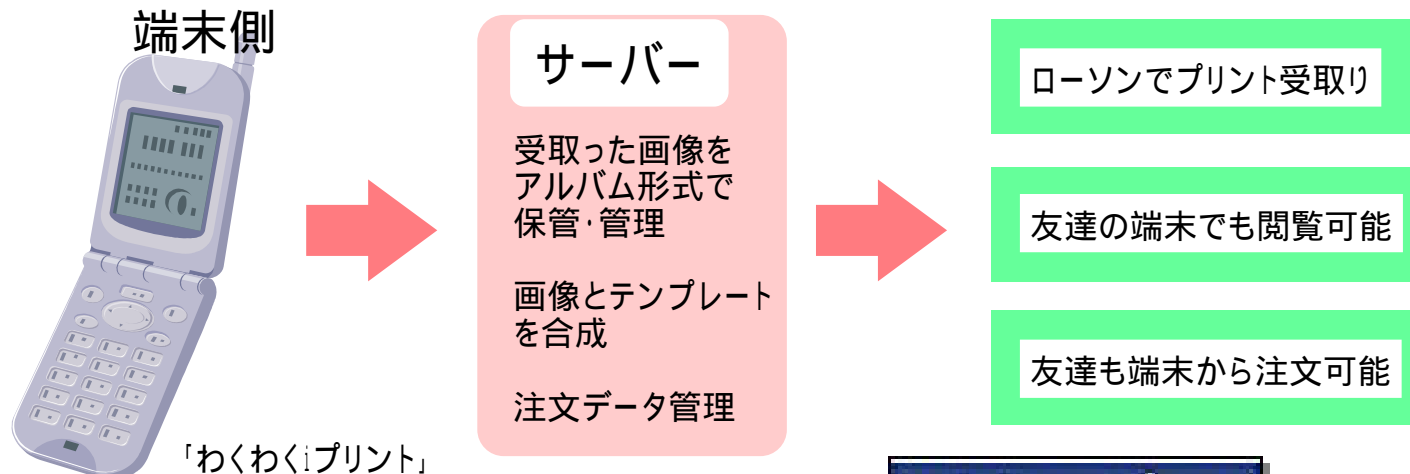 端末側
「わくわくiプリント」
サーバー
受取った画像を
アルバム形式で
保管・管理
画像とテンプレート
を合成
注文データ管理
ローソンでプリント受取り
友達の端末でも閲覧可能
友達も端末から注文可能